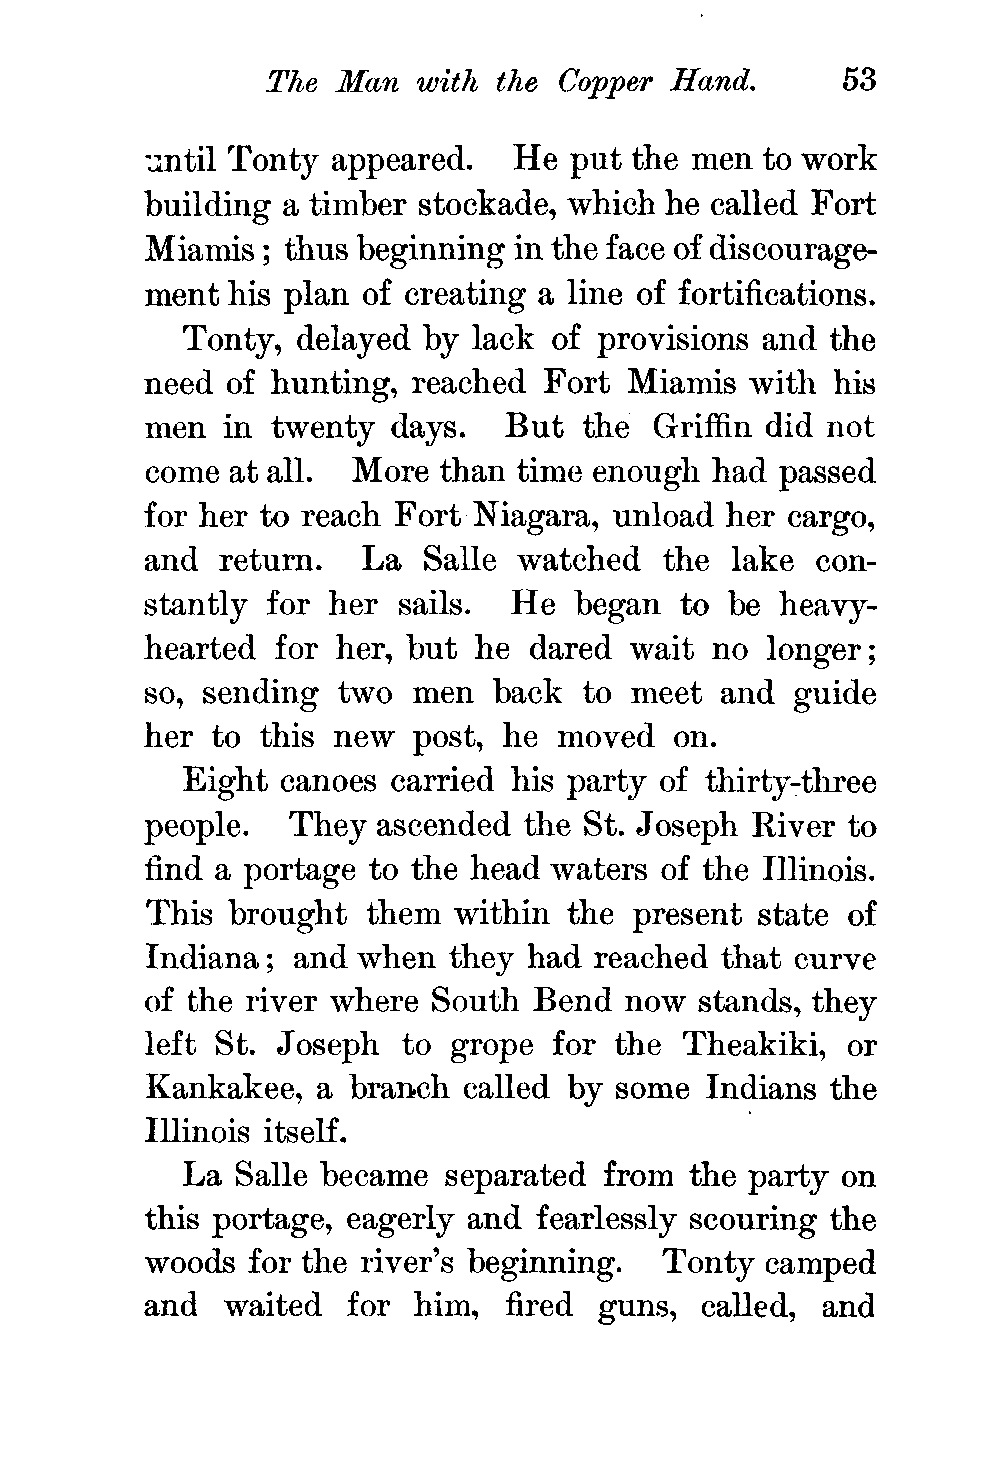 The Man with the Copper Hand. 53
until Tonty appeared. He put the men to work
building a timber stockade, which he called Fort
Miamis; thus beginning in the face of discourage-
ment his plan of creating a line of fortifications.
Tonty, delayed by lack of provisions and the
need of hunting, reached Fort Miamis with his
men in twenty days. But the Griffin did not
come at all. More than time enough had passed
for her to reach Fort Niagara, unload her cargo,
and return. La Salle watched the lake con-
stantly for her sails. He began to be heavy-
hearted for her, but he dared wait no longer;
so, sending two men back to meet and guide
her to this new post, he moved on.
Eight canoes carried his party of thirty-three
people. They ascended the St. Joseph River to
find a portage to the head waters of the Illinois.
This brought them within the present state of
Indiana; and when they had reached that curve
of the river where South Bend now stands, they
left St. Joseph to grope for the Theakiki, or
Kankakee, a branch called by some Indians the
Illinois itself.
La Salle became separated from the party on
this portage, eagerly and fearlessly scouring the
woods for the river's beginning. Tonty camped
and waited for him, fired guns, called, and